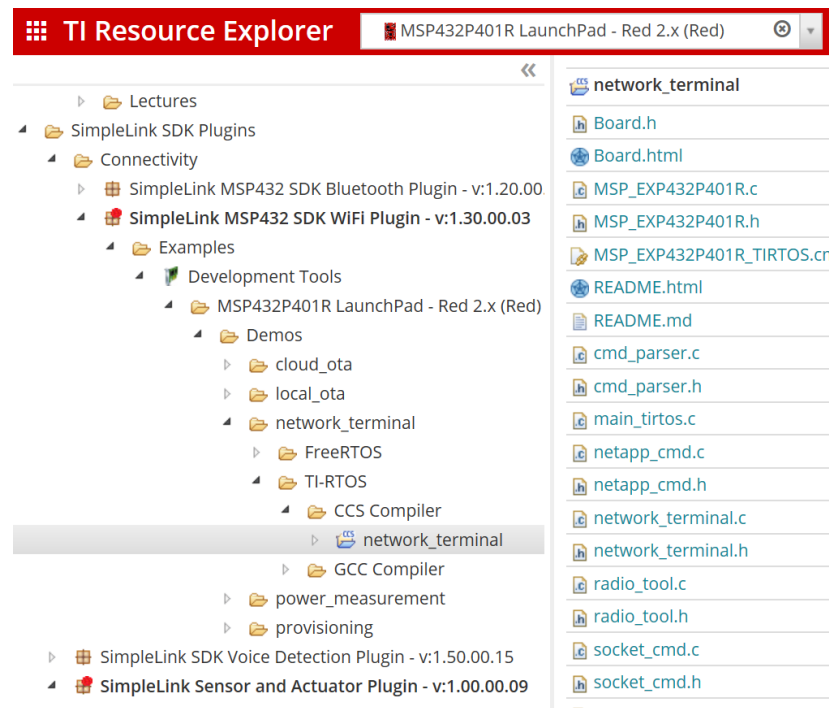 TI Resource Explorer
MSP432P401R LaunchPad - Red 2.x (Red)
Lectures
SimpleLink SDK Plugins
Connectivity
SimpleLink MSP432 SDK Bluetooth Plugin - v:1.20.00.
SimpleLink MSP432 SDK WiFi Plugin - v:1.30.00.03
Examples
Development Tools
MSP432P401R LaunchPad - Red 2.x (Red)
Demos
cloud_ota
local_ota
network_terminal
FreeRTOS
TI-RTOS
CCS Compiler
network_terminal
GCC Compiler
power_measurement
provisioning
SimpleLink SDK Voice Detection Plugin - v:1.50.00.15
SimpleLink Sensor and Actuator Plugin - v:1.00.00.09
network_terminal
Board.h
Board.html
MSP_EXP432P401R.c
MSP_EXP432P401R.h
MSP_EXP432P401R_TIRTOS.cm
README.html
README.md
cmd_parser.c
cmd_parser.h
main_tirtos.c
netapp_cmd.c
netapp_cmd.h
network_terminal.c
network_terminal.h
radio_tool.c
radio_tool.h
socket_cmd.c
socket_cmd.h